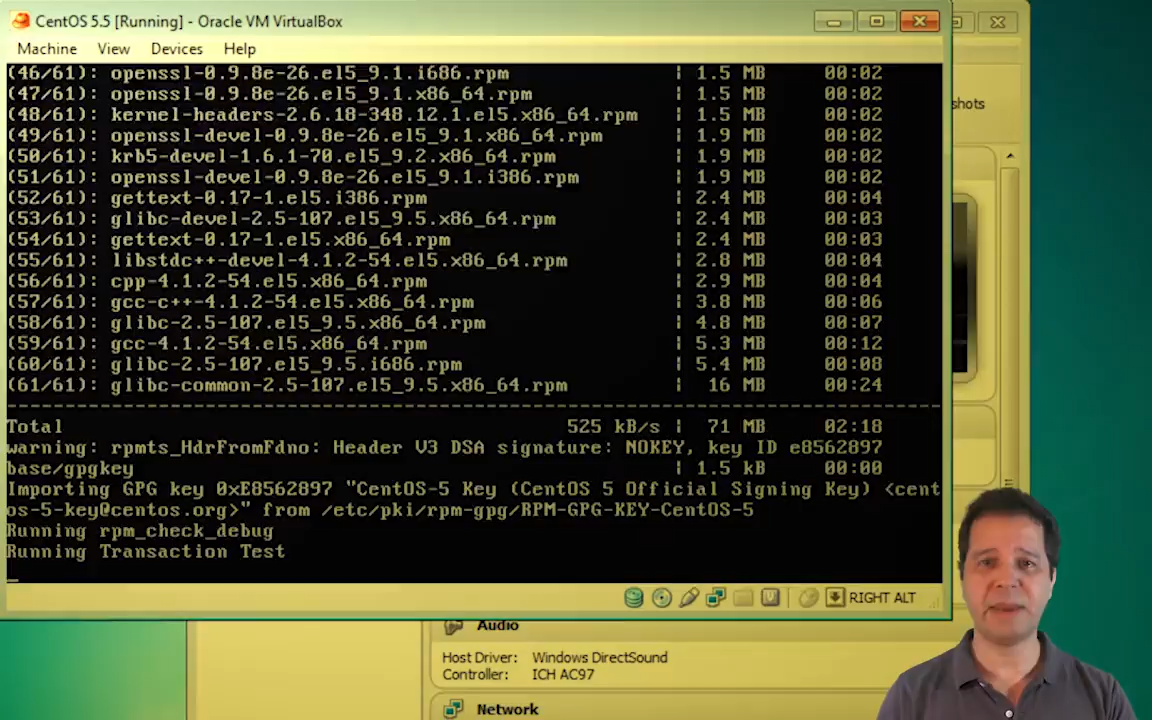 CentOS 5.5 [Running] - Oracle VM VirtualBox
Machine View Devices Help
(46/61): openssl-0.9.8e-26.el5_9.1.i686.rpm | 1.5 MB 00:02
(47/61): openssl-0.9.8e-26.el5_9.1.x86_64.rpm | 1.5 MB 00:02
(48/61): kernel-headers-2.6.18-348.12.1.el5.x86_64.rpm | 1.5 MB 00:02
(49/61): openssl-devel-0.9.8e-26.el5_9.1.x86_64.rpm | 1.9 MB 00:02
(50/61): krb5-devel-1.6.1-70.el5_9.2.x86_64.rpm | 1.9 MB 00:02
(51/61): openssl-devel-0.9.8e-26.el5_9.1.i386.rpm | 1.9 MB 00:02
(52/61): gettext-0.17-1.el5.i386.rpm | 2.4 MB 00:04
(53/61): glibc-devel-2.5-107.el5_9.5.x86_64.rpm | 2.4 MB 00:03
(54/61): gettext-0.17-1.el5.x86_64.rpm | 2.4 MB 00:03
(55/61): libstdc++-devel-4.1.2-54.el5.x86_64.rpm | 2.8 MB 00:04
(56/61): cpp-4.1.2-54.el5.x86_64.rpm | 2.9 MB 00:04
(57/61): gcc-c++-4.1.2-54.el5.x86_64.rpm | 3.8 MB 00:06
(58/61): glibc-2.5-107.el5_9.5.x86_64.rpm | 4.8 MB 00:07
(59/61): gcc-4.1.2-54.el5.x86_64.rpm | 5.3 MB 00:12
(60/61): glibc-2.5-107.el5_9.5.i686.rpm | 5.4 MB 00:08
(61/61): glibc-common-2.5-107.el5_9.5.x86_64.rpm | 16 MB 00:24
--------------------------------------------------------------------------------
Total 525 kB/s | 71 MB 02:18
warning: rpmts_HdrFromFdno: Header V3 DSA signature: NOKEY, key ID e8562897
base/gpgkey | 1.5 kB 00:00
Importing GPG key 0xE8562897 "CentOS-5 Key (CentOS 5 Official Signing Key) <cent
os-5-key@centos.org>" from /etc/pki/rpm-gpg/RPM-GPG-KEY-CentOS-5
Running rpm_check_debug
Running Transaction Test
_
RIGHT ALT
shots
Audio
Host Driver: Windows DirectSound
Controller: ICH AC97
Network